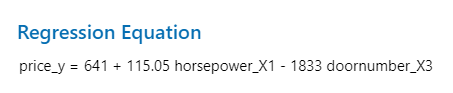 Regression Equation
price_y = 641 + 115.05 horsepower_X1 - 1833 doornumber_X3